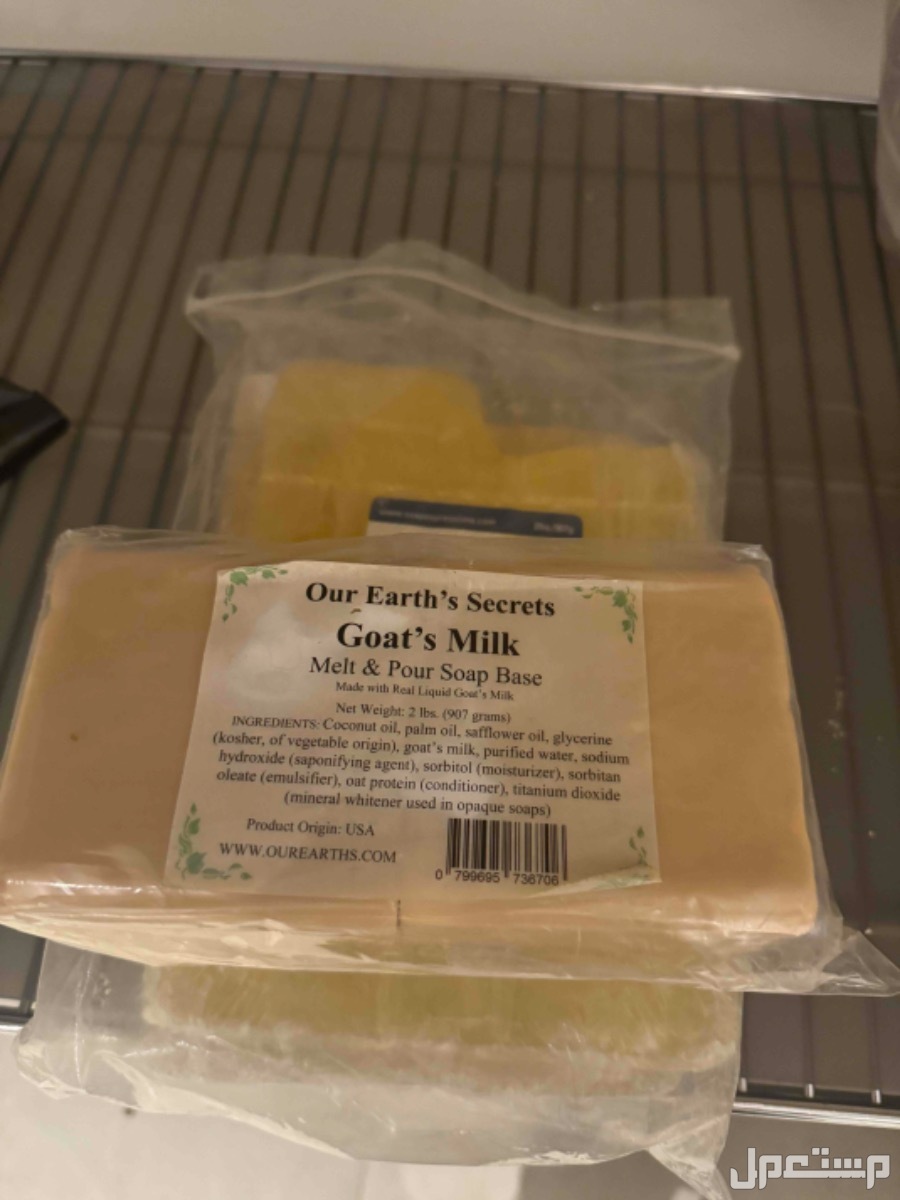 Our Earth's Secrets
Goat's Milk
Melt & Pour Soap Base
Made with Real Liquid Goat's Milk
Net Weight: 2 lbs. (907 grams)
INGREDIENTS: Coconut oil, palm oil, safflower oil, glycerine
(kosher, of vegetable origin), goat's milk, purified water, sodium
hydroxide (saponifying agent), sorbitol (moisturizer), sorbitan
oleate (emulsifier), oat protein (conditioner), titanium dioxide
(mineral whitener used in opaque soaps)
Product Origin: USA
WWW.OUREARTHS.COM
0 799695 736706
مستعمل